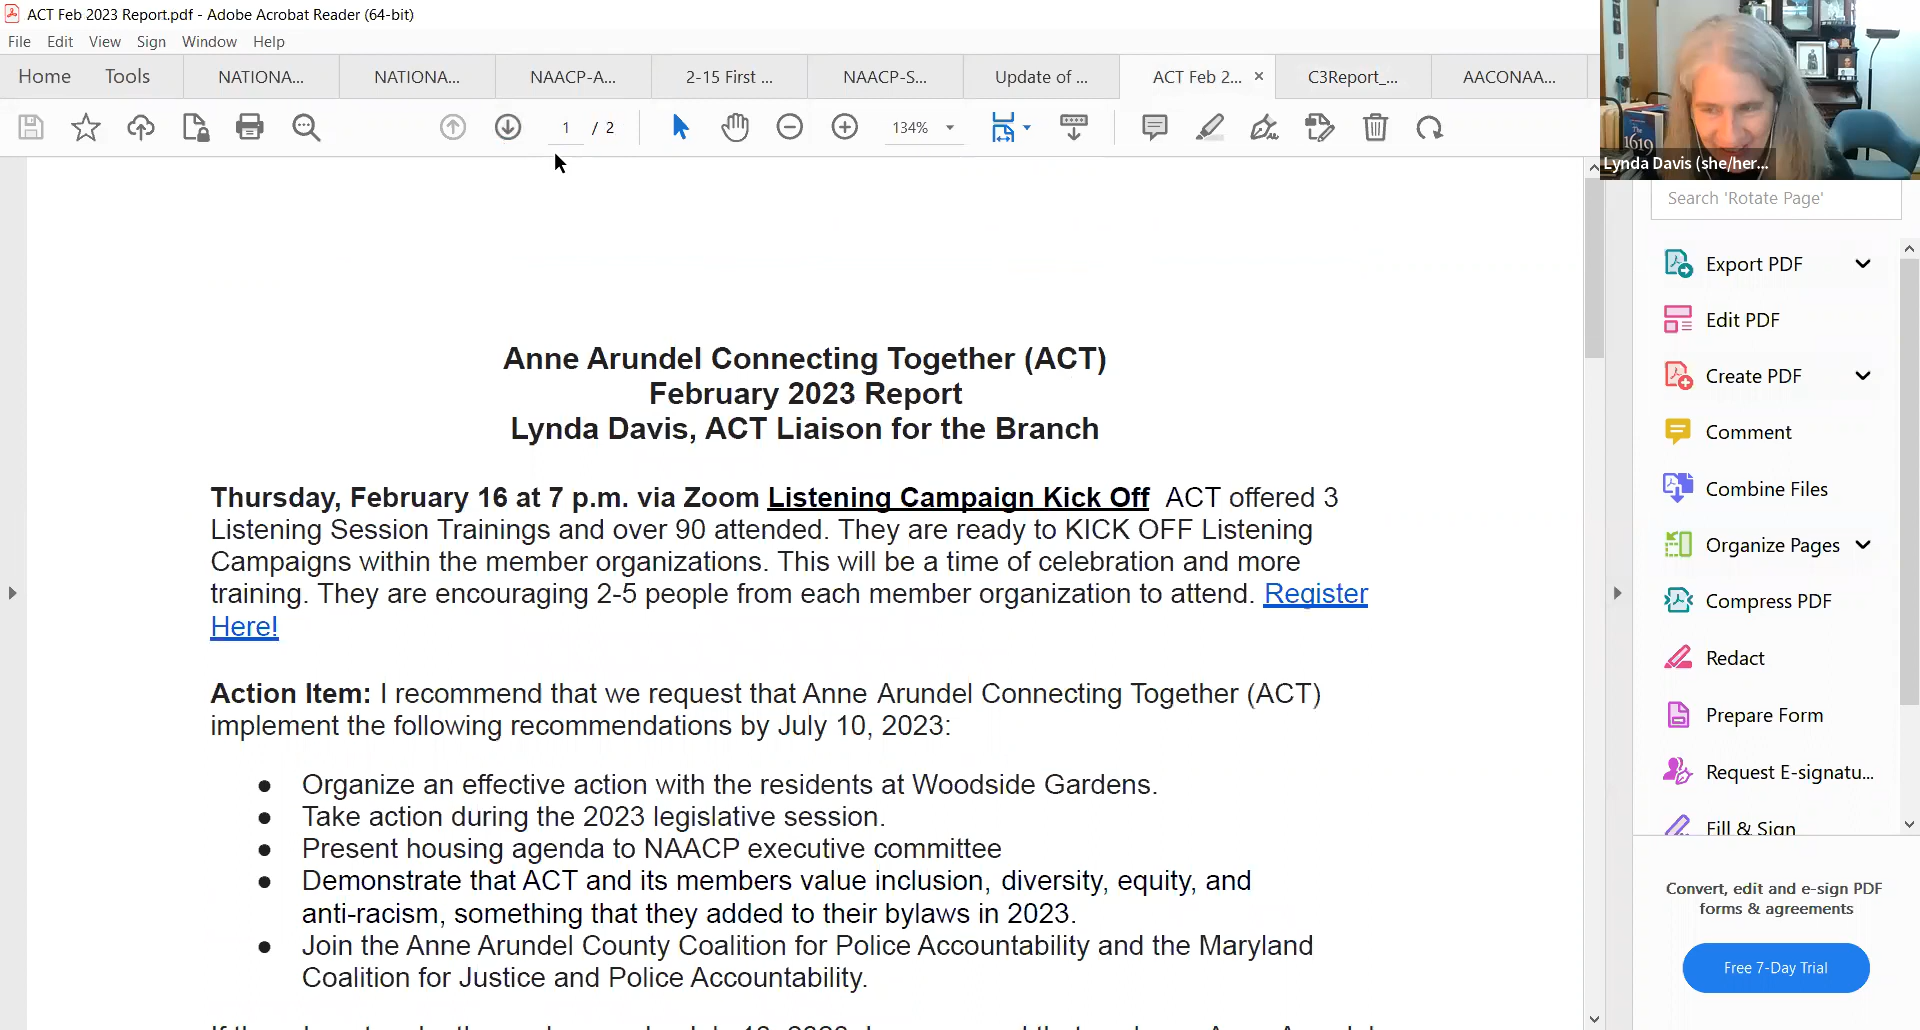 ACT Feb 2023 Report.pdf - Adobe Acrobat Reader (64-bit)
File Edit View Sign Window Help
Home Tools NATIONA... NATIONA... NAACP-A... 2-15 First ... NAACP-S... Update of ... ACT Feb 2... × C3Report_... AACONAA...
1 / 2 134%
The 1619
Lynda Davis (she/her...
Search 'Rotate Page'
Export PDF
Edit PDF
Create PDF
Comment
Combine Files
Organize Pages
Compress PDF
Redact
Prepare Form
Request E-signatu...
Fill & Sign
Convert, edit and e-sign PDF
forms & agreements
Free 7-Day Trial
Anne Arundel Connecting Together (ACT)
February 2023 Report
Lynda Davis, ACT Liaison for the Branch
Thursday, February 16 at 7 p.m. via Zoom Listening Campaign Kick Off ACT offered 3
Listening Session Trainings and over 90 attended. They are ready to KICK OFF Listening
Campaigns within the member organizations. This will be a time of celebration and more
training. They are encouraging 2-5 people from each member organization to attend. Register
Here!
Action Item: I recommend that we request that Anne Arundel Connecting Together (ACT)
implement the following recommendations by July 10, 2023:
● Organize an effective action with the residents at Woodside Gardens.
● Take action during the 2023 legislative session.
● Present housing agenda to NAACP executive committee
● Demonstrate that ACT and its members value inclusion, diversity, equity, and
anti-racism, something that they added to their bylaws in 2023.
● Join the Anne Arundel County Coalition for Police Accountability and the Maryland
Coalition for Justice and Police Accountability.